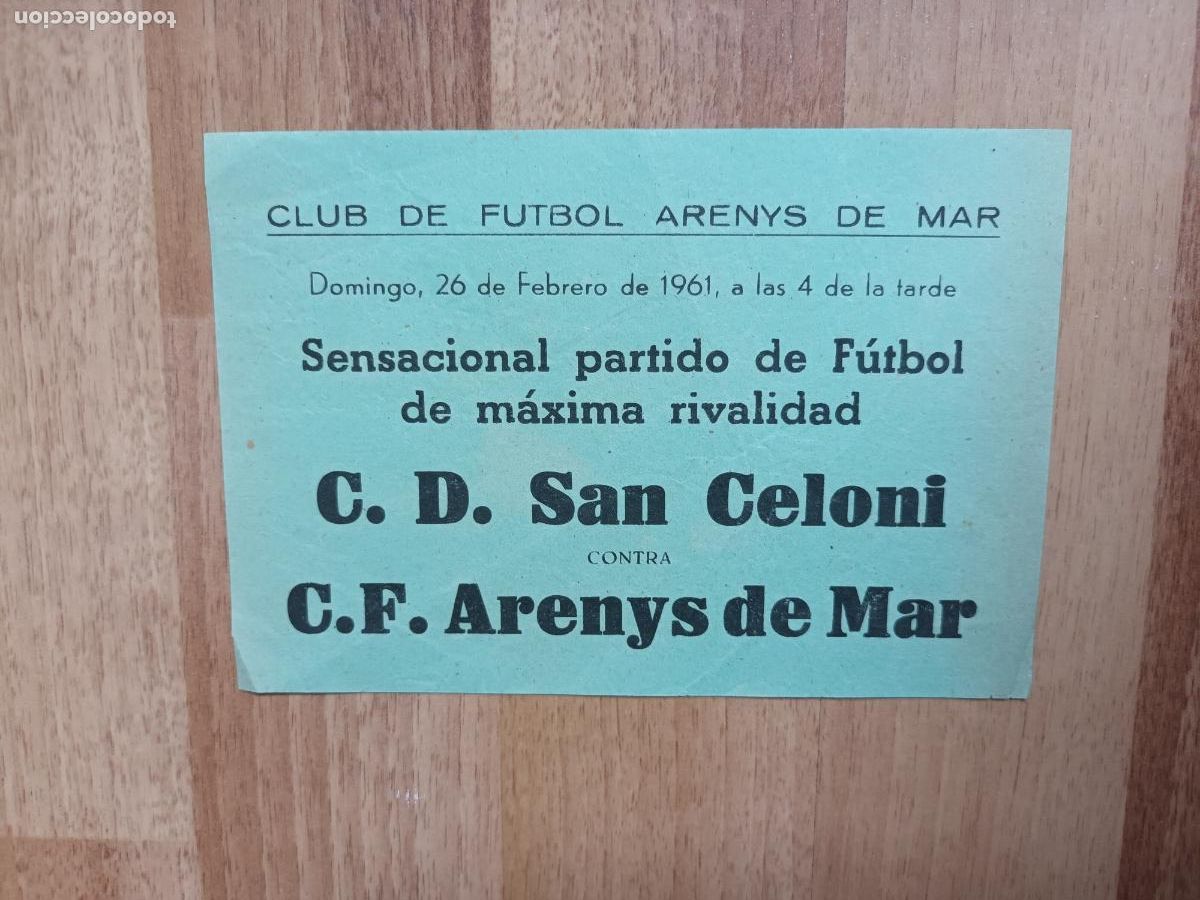 todocoleccion
CLUB DE FUTBOL ARENYS DE MAR
Domingo, 26 de Febrero de 1961, a las 4 de la tarde
Sensacional partido de Fútbol
de máxima rivalidad
C. D. San Celoni
CONTRA
C.F. Arenys de Mar